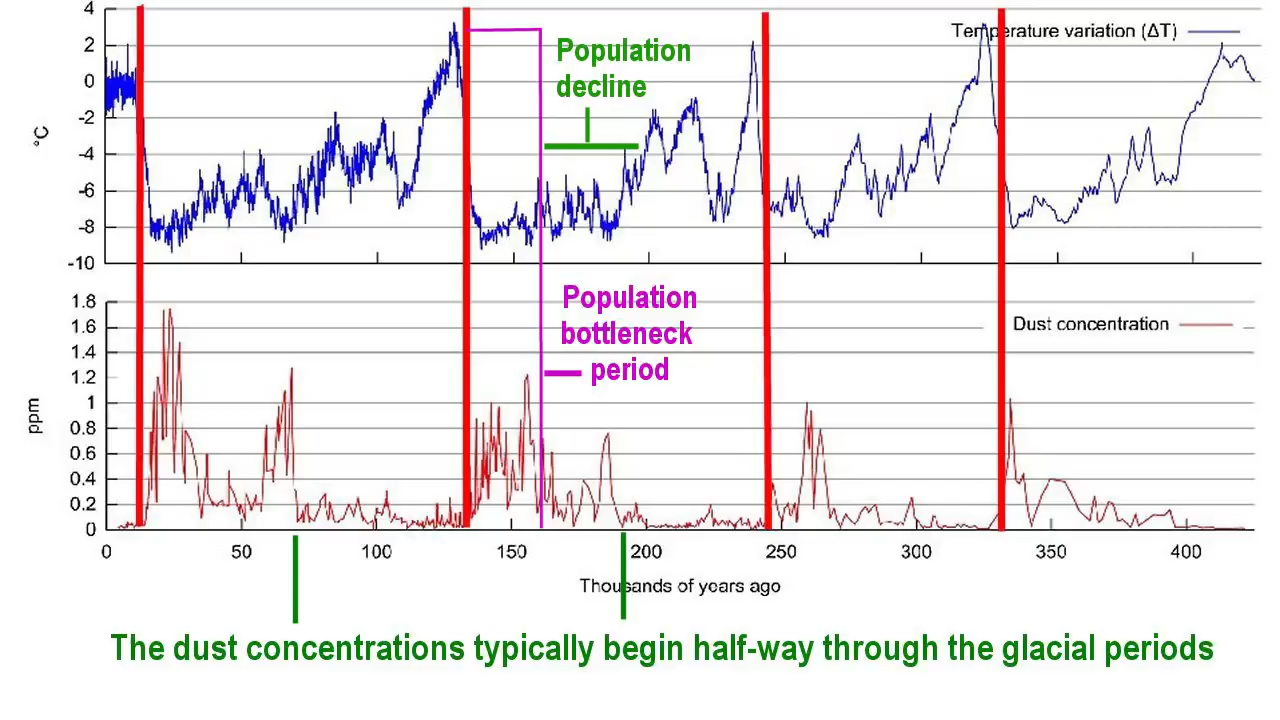 4
2
0
-2
-4
-6
-8
-10
°C
Temperature variation (ΔT)
Population
decline
1.8
1.6
1.4
1.2
1
0.8
0.6
0.4
0.2
0
ppm
Dust concentration
Population
bottleneck
period
0 50 100 150 200 250 300 350 400
Thousands of years ago
The dust concentrations typically begin half-way through the glacial periods